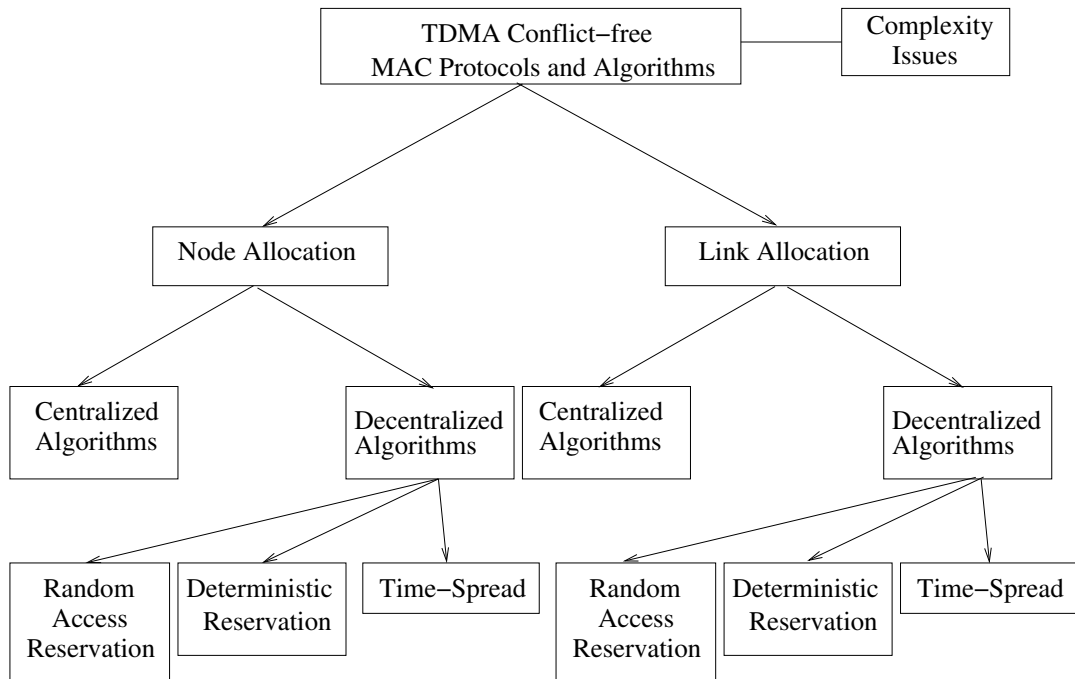 TDMA Conflict−free
MAC Protocols and Algorithms
Complexity
Issues
Node Allocation
Link Allocation
Centralized
Algorithms
Decentralized
Algorithms
Centralized
Algorithms
Decentralized
Algorithms
Random
Access
Reservation
Deterministic
Reservation
Time−Spread
Random
Access
Reservation
Deterministic
Reservation
Time−Spread